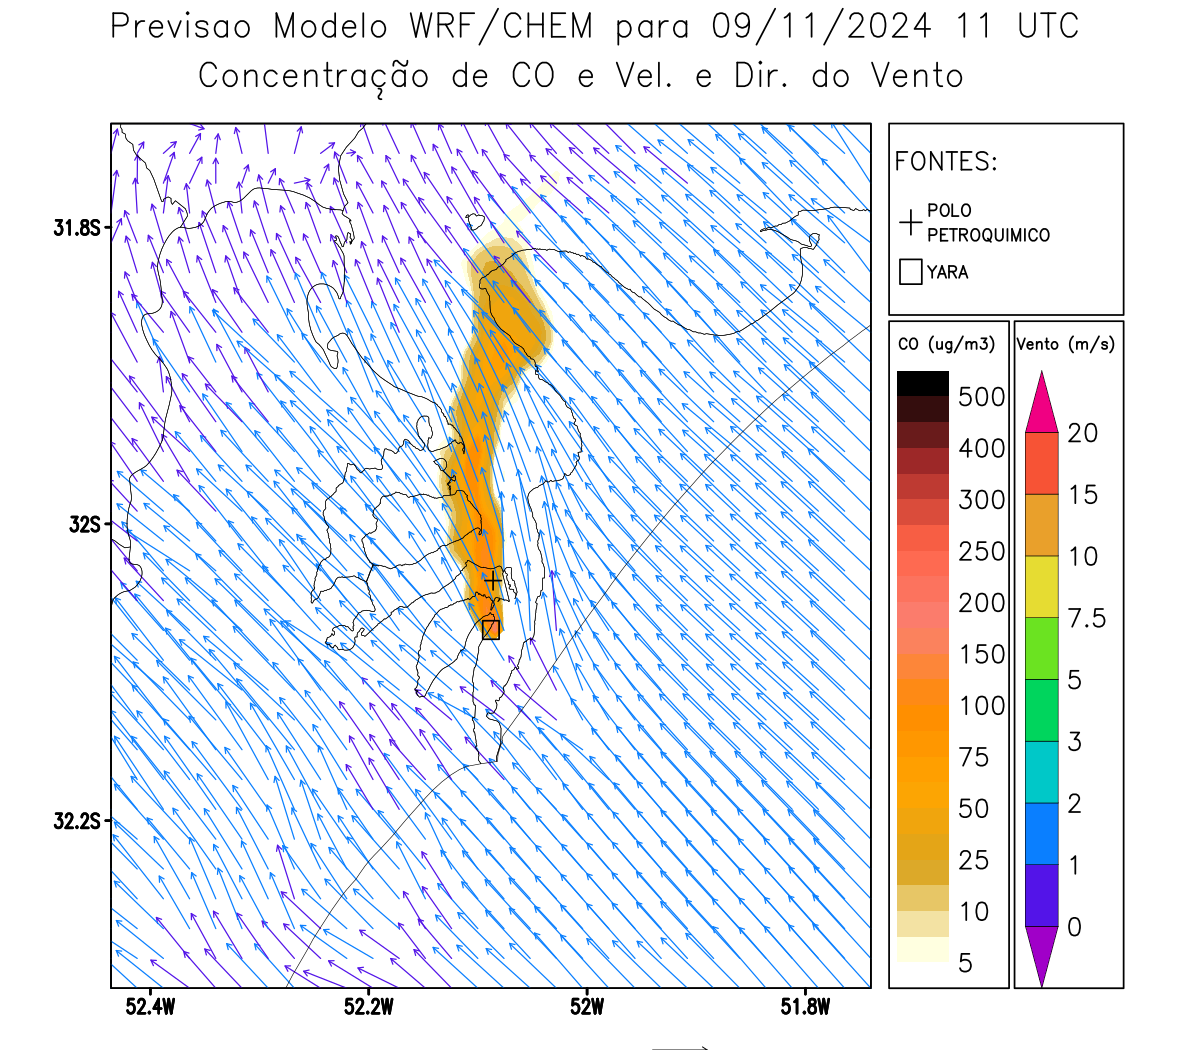 Previsao Modelo WRF/CHEM para 09/11/2024 11 UTC
Concentração de CO e Vel. e Dir. do Vento
FONTES:
POLO
PETROQUIMICO
YARA
31.8S
32S
32.2S
52.4W
52.2W
52W
51.8W
CO (ug/m3)
500
400
300
250
200
150
100
75
50
25
10
5
Vento (m/s)
20
15
10
7.5
5
3
2
1
0